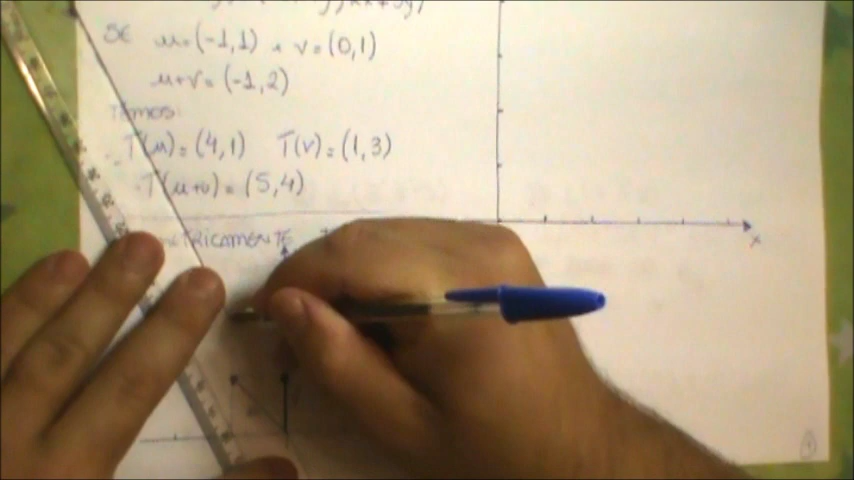 SE u=(-1,1) e v=(0,1)
u+v=(-1,2)
TEMOS:
T(u)=(4,1) T(v)=(1,3)
T(u+v)=(5,4)
x